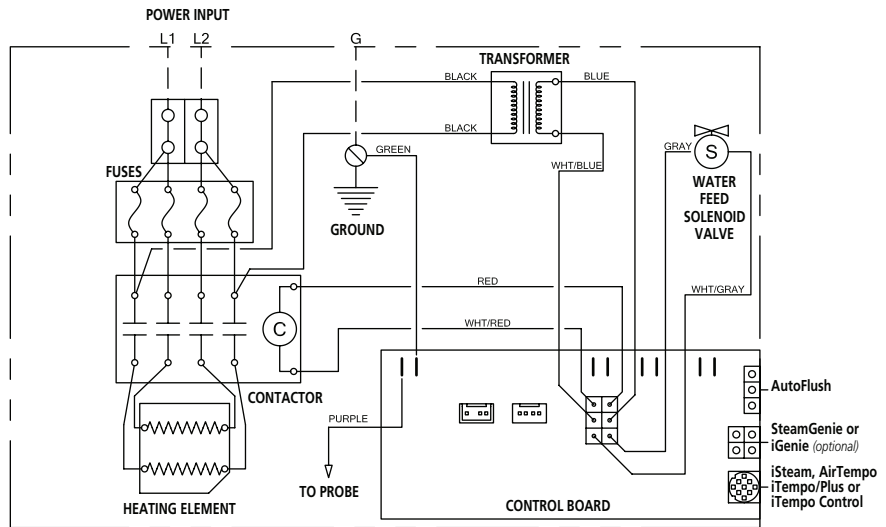 POWER INPUT
L1 L2 G
TRANSFORMER
BLACK
BLUE
BLACK
GREEN
WHT/BLUE
GRAY
S
WATER
FEED
SOLENOID
VALVE
FUSES
GROUND
RED
WHT/GRAY
C
WHT/RED
CONTACTOR
PURPLE
TO PROBE
HEATING ELEMENT
CONTROL BOARD
AutoFlush
SteamGenie or
iGenie (optional)
iSteam, AirTempo
iTempo/Plus or
iTempo Control